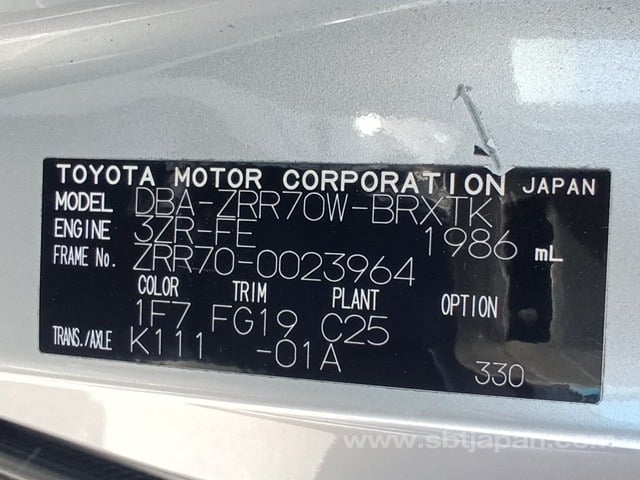 TOYOTA MOTOR CORPORATION JAPAN
MODEL DBA-ZRR70W-BRXTK
ENGINE 3ZR-FE 1986 mL
FRAME No. ZRR70-0023964
COLOR TRIM PLANT OPTION
1F7 FG19 C25
TRANS./AXLE K111 -01A
330
www.sbtjapan.com